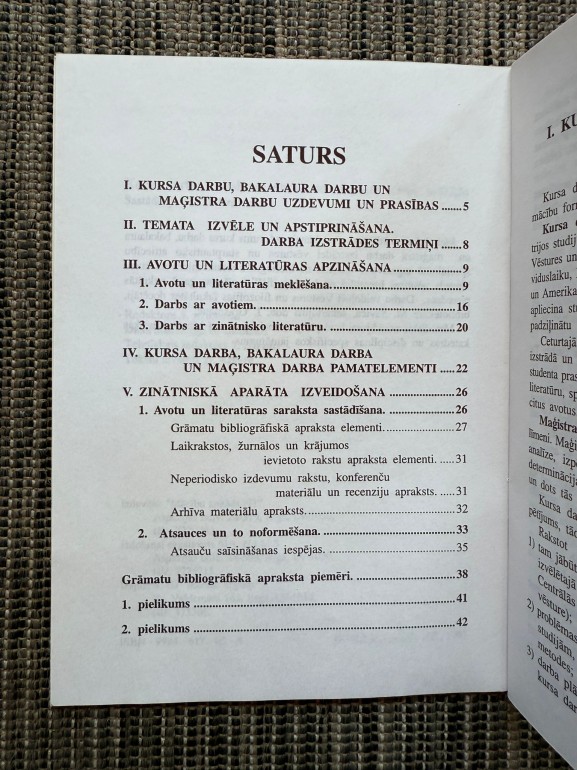 SATURS
I. KURSA DARBU, BAKALAURA DARBU UN
MAĢISTRA DARBU UZDEVUMI UN PRASĪBAS ......5
II. TEMATA IZVĒLE UN APSTIPRINĀŠANA.
DARBA IZSTRĀDES TERMIŅI ......8
III. AVOTU UN LITERATŪRAS APZINĀŠANA ......9
1. Avotu un literatūras meklēšana. ......9
2. Darbs ar avotiem. ......16
3. Darbs ar zinātnisko literatūru. ......20
IV. KURSA DARBA, BAKALAURA DARBA
UN MAĢISTRA DARBA PAMATELEMENTI ......22
V. ZINĀTNISKĀ APARĀTA IZVEIDOŠANA ......26
1. Avotu un literatūras saraksta sastādīšana. ......26
Grāmatu bibliogrāfiskā apraksta elementi. ......27
Laikrakstos, žurnālos un krājumos
ievietoto rakstu apraksta elementi. ......31
Neperiodisko izdevumu rakstu, konferenču
materiālu un recenziju apraksts. ......31
Arhīva materiālu apraksts. ......32
2. Atsauces un to noformēšana. ......33
Atsauču saīsināšanas iespējas. ......35
Grāmatu bibliogrāfiskā apraksta piemēri. ......38
1. pielikums ......41
2. pielikums ......42
I. KU
Kursa d
mācību for
Kursa
trijos studij
Vēstures un
viduslaiku,
un Amerika
apliecina st
padziļinātu
Ceturtajā
izstrādā un
studenta pras
literatūru, sp
citus avotus
Maģistra
līmeni. Maģi
analīze, izpē
determinācija
un dots tās
Kursa da
pētījums, tāc
Rakstot
1) tam jābūt
izvēlētajā
Centrālās
vēsture);
2) problēmas
studijām,
metodes;
3) darba plā
kursa dar